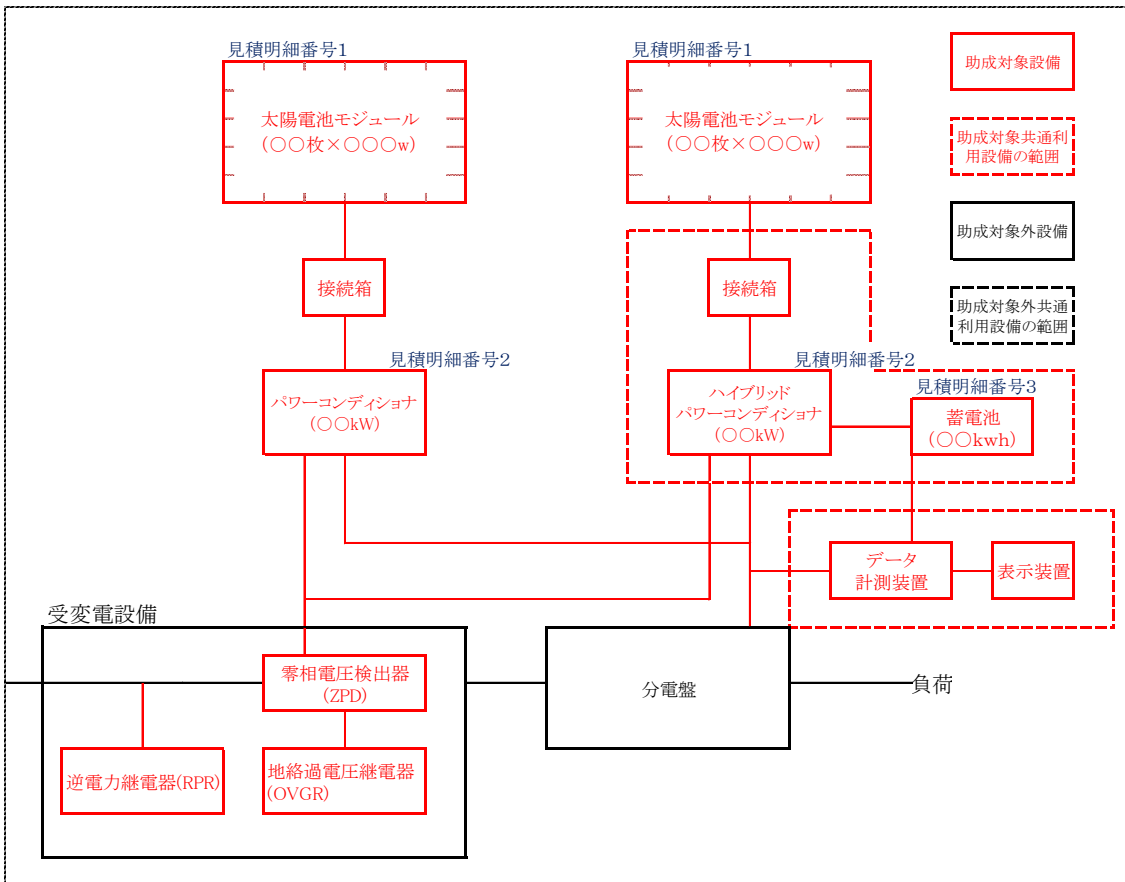 見積明細番号1
太陽電池モジュール
(○○枚×○○○w)
接続箱
見積明細番号2
パワーコンディショナ
(○○kW)
見積明細番号1
太陽電池モジュール
(○○枚×○○○w)
接続箱
見積明細番号2
ハイブリッド
パワーコンディショナ
(○○kW)
見積明細番号3
蓄電池
(○○kwh)
データ
計測装置
表示装置
助成対象設備
助成対象共通利
用設備の範囲
助成対象外設備
助成対象外共通
利用設備の範囲
受変電設備
零相電圧検出器
(ZPD)
逆電力継電器(RPR)
地絡過電圧継電器
(OVGR)
分電盤
負荷